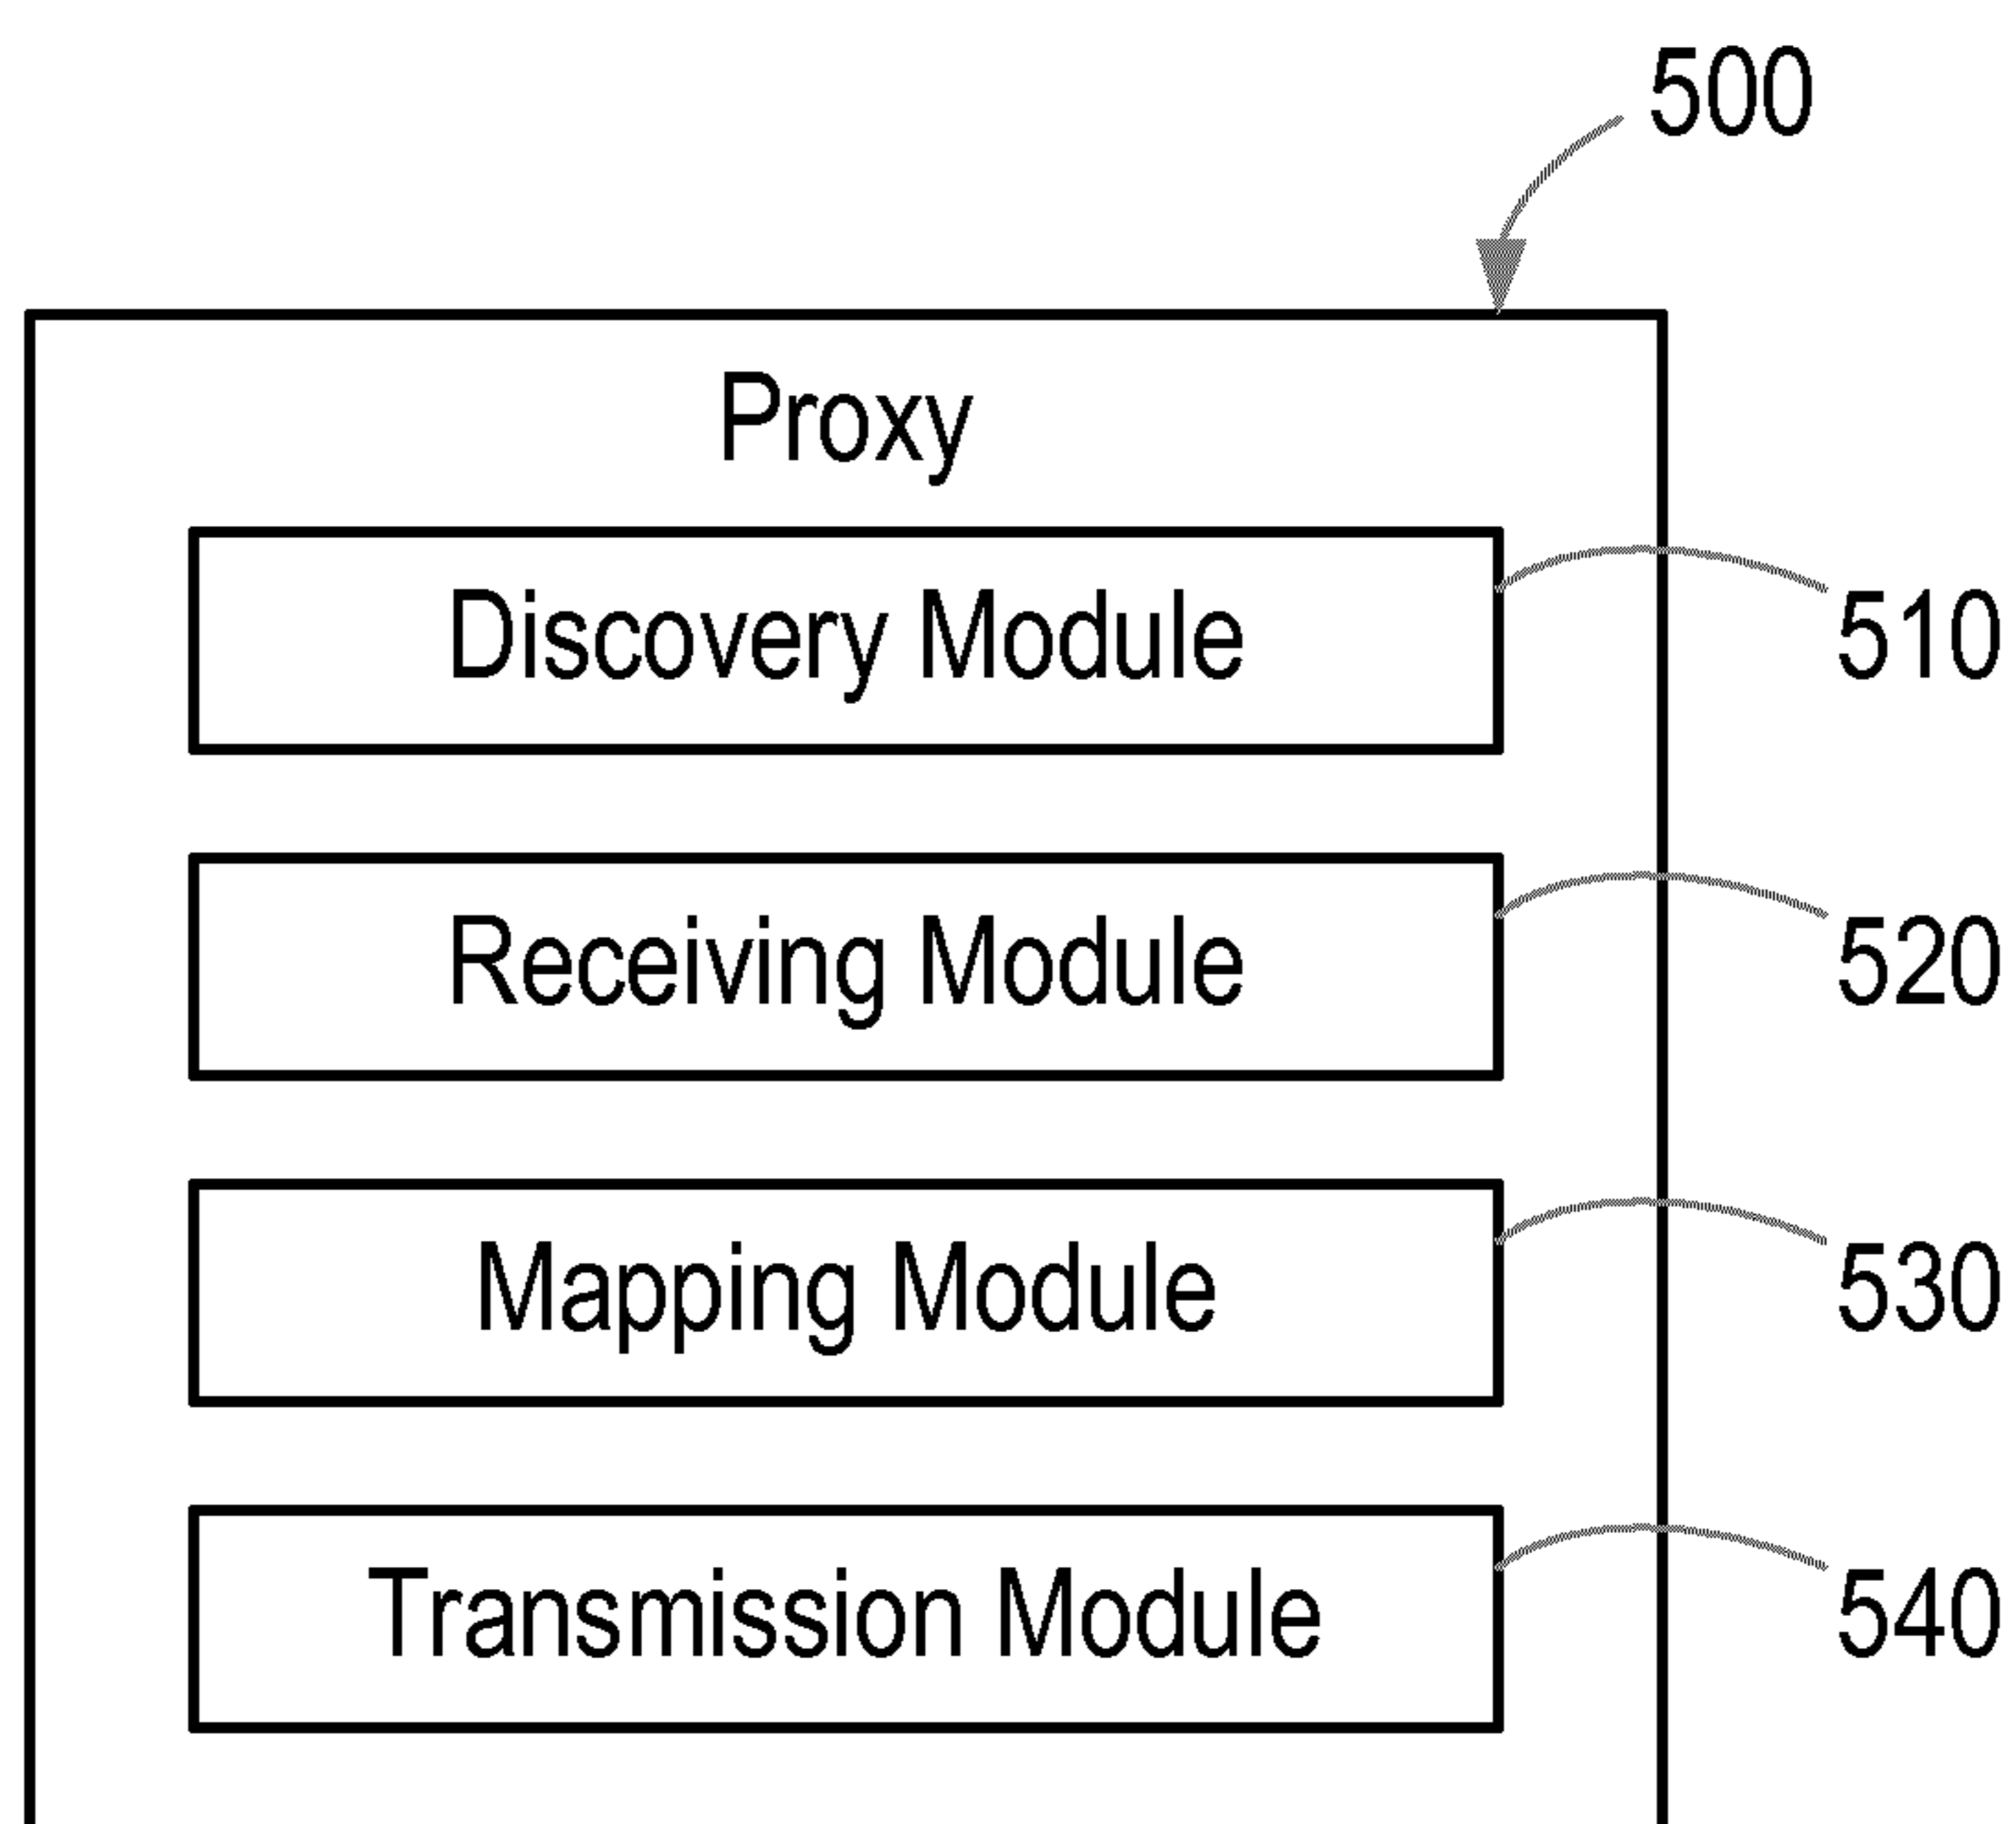 500
Proxy
Discovery Module
510
Receiving Module
520
Mapping Module
530
Transmission Module
540